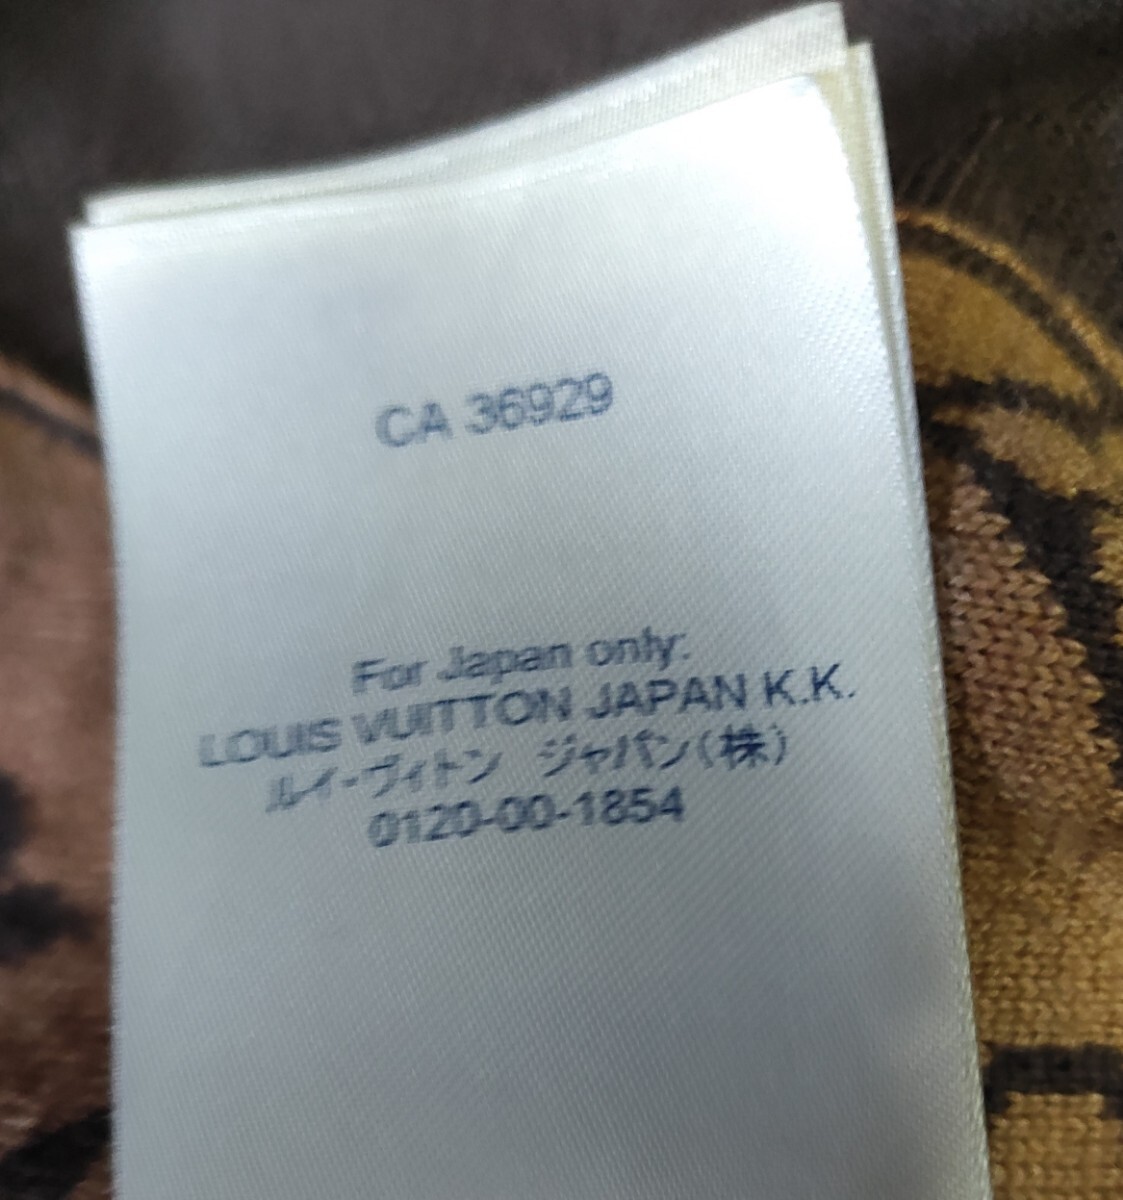 CA 36929
For Japan only:
LOUIS VUITTON JAPAN K.K.
ルイ・ヴィトン ジャパン(株)
0120-00-1854